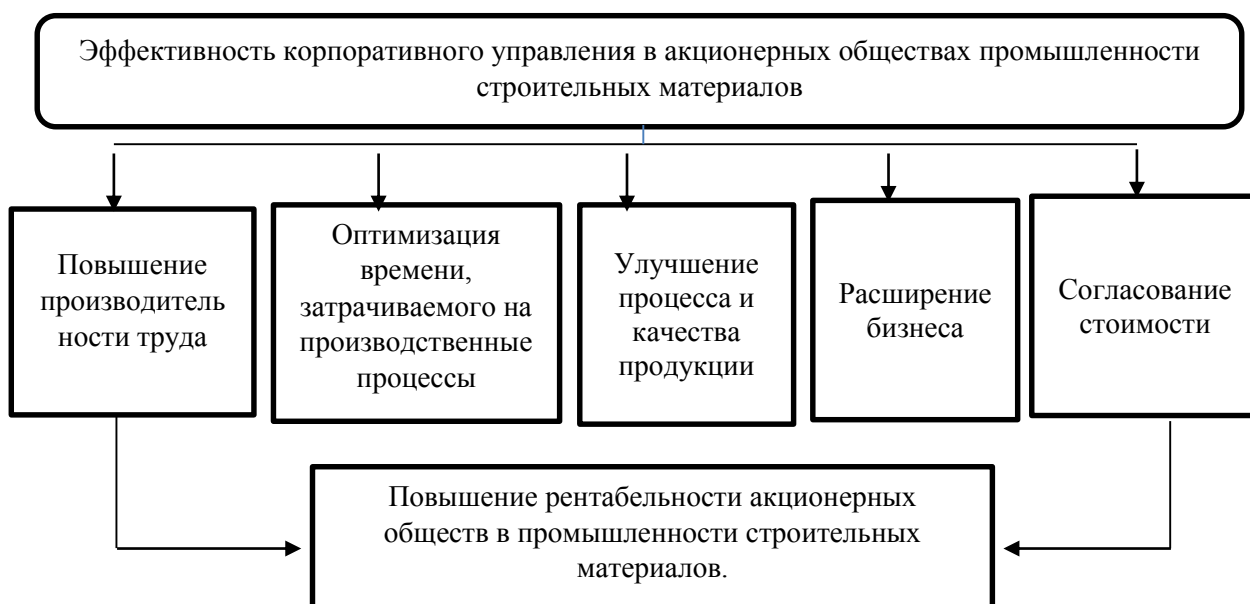 Эффективность корпоративного управления в акционерных обществах промышленности
строительных материалов
Повышение
производитель
ности труда
Оптимизация
времени,
затрачиваемого на
производственные
процессы
Улучшение
процесса и
качества
продукции
Расширение
бизнеса
Согласование
стоимости
Повышение рентабельности акционерных
обществ в промышленности строительных
материалов.